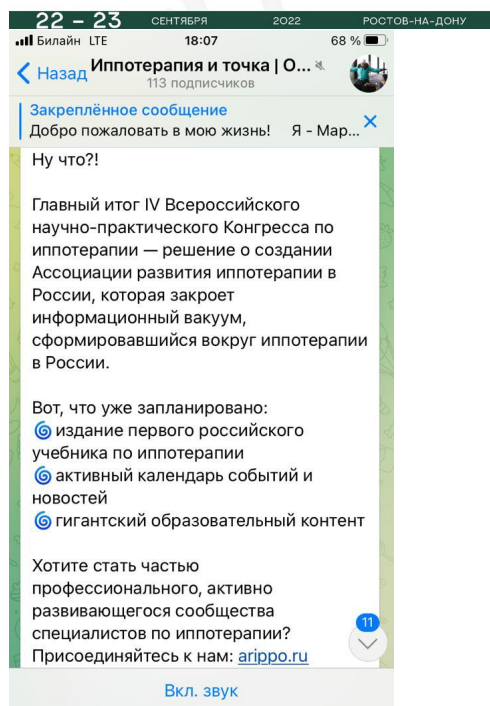 22 – 23 СЕНТЯБРЯ 2022 РОСТОВ-НА-ДОНУ
Билайн LTE 18:07 68 %
Назад Иппотерапия и точка | О...
113 подписчиков
Закреплённое сообщение
Добро пожаловать в мою жизнь! Я - Мар...
Ну что?!
Главный итог IV Всероссийского
научно-практического Конгресса по
иппотерапии — решение о создании
Ассоциации развития иппотерапии в
России, которая закроет
информационный вакуум,
сформировавшийся вокруг иппотерапии
в России.
Вот, что уже запланировано:
🌀 издание первого российского
учебника по иппотерапии
🌀 активный календарь событий и
новостей
🌀 гигантский образовательный контент
Хотите стать частью
профессионального, активно
развивающегося сообщества
специалистов по иппотерапии?
Присоединяйтесь к нам: arippo.ru
11
Вкл. звук